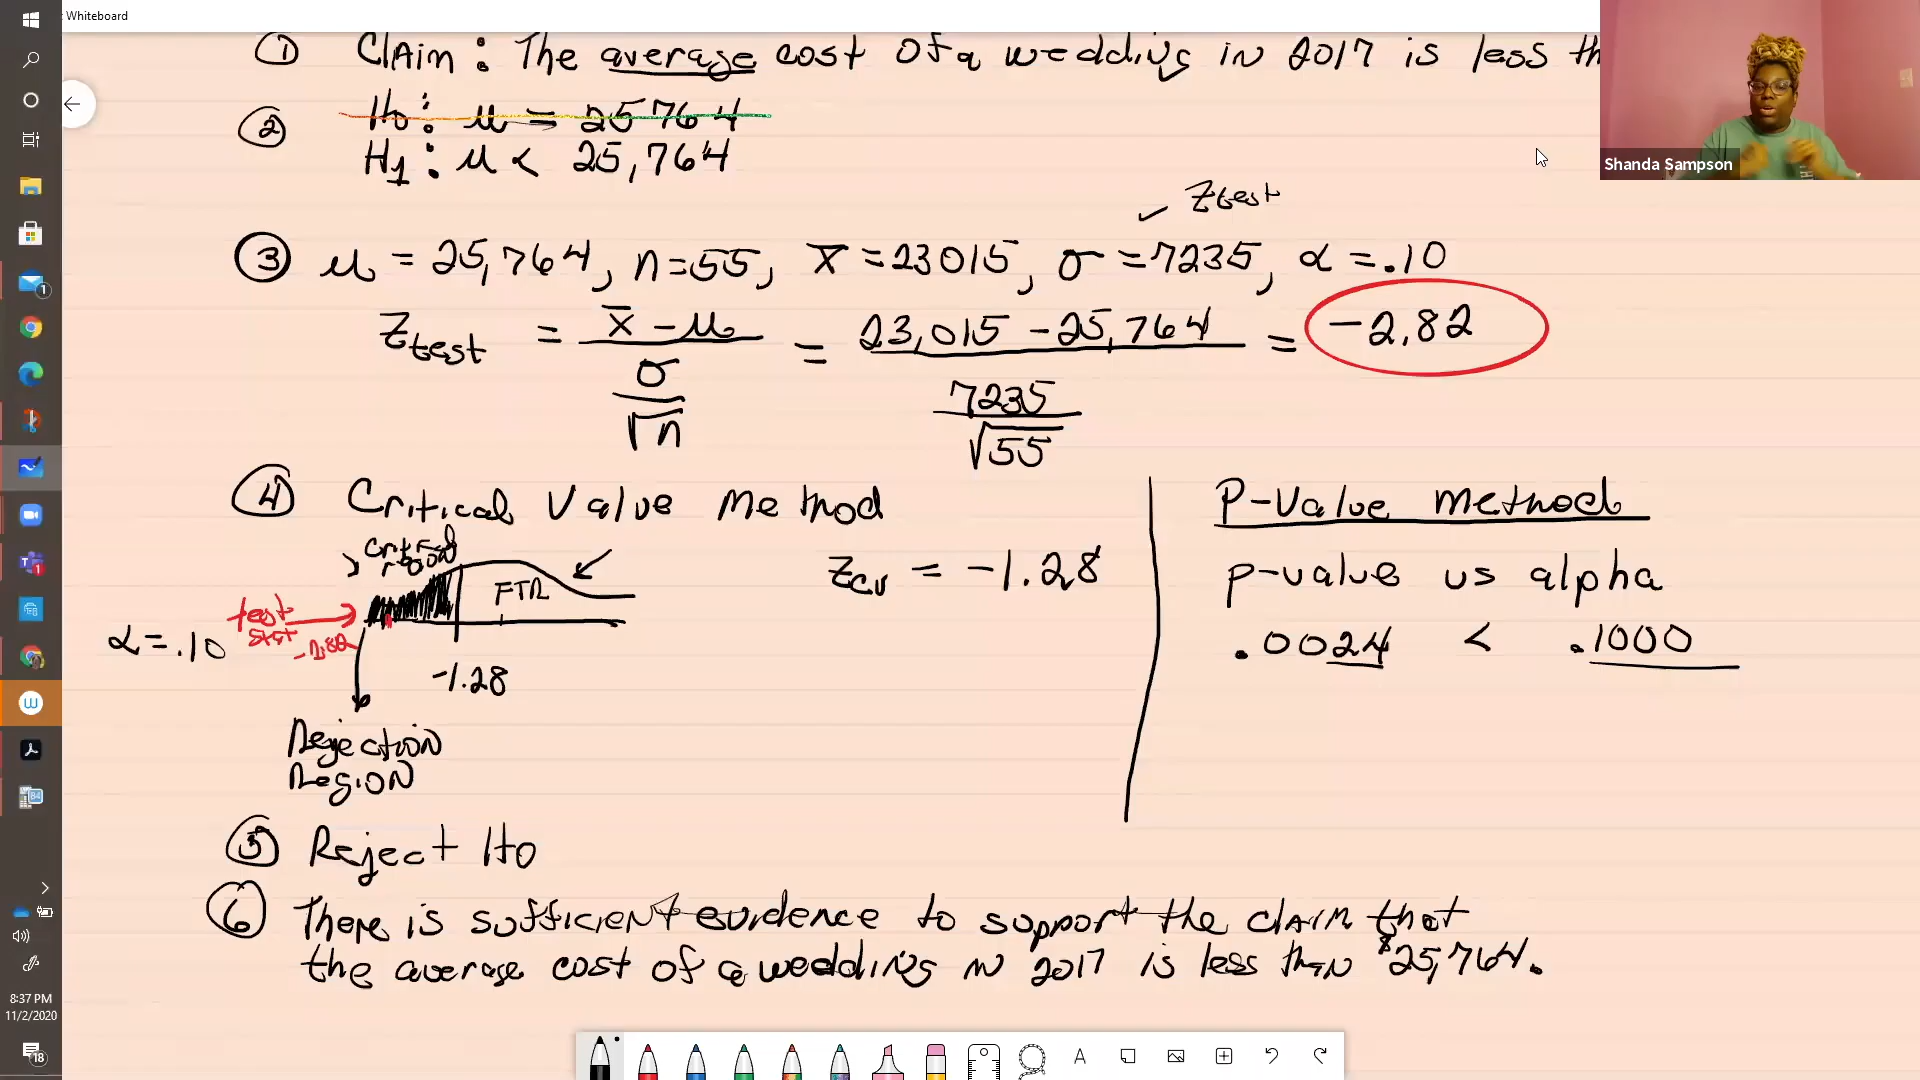 Whiteboard
① Claim: The average cost of a wedding in 2017 is less th
② H₀: μ = 25764
H₁: μ < 25,764
Shanda Sampson
✓ Ztest
③ μ = 25,764, n=55, x̄ = 23015, σ = 7235, α = .10
Ztest = x̄ - μ / σ / √n = 23,015 - 25,764 / 7235 / √55 = -2.82
④ Critical Value Method
Critical region
FTR
Zcv = -1.28
test stat
-2.82
α = .10
-1.28
Rejection
Region
P-Value Method
p-value vs alpha
.0024 < .1000
⑤ Reject H₀
⑥ There is sufficient evidence to support the claim that
the average cost of a wedding in 2017 is less than $25,764.
8:37 PM
11/2/2020
18